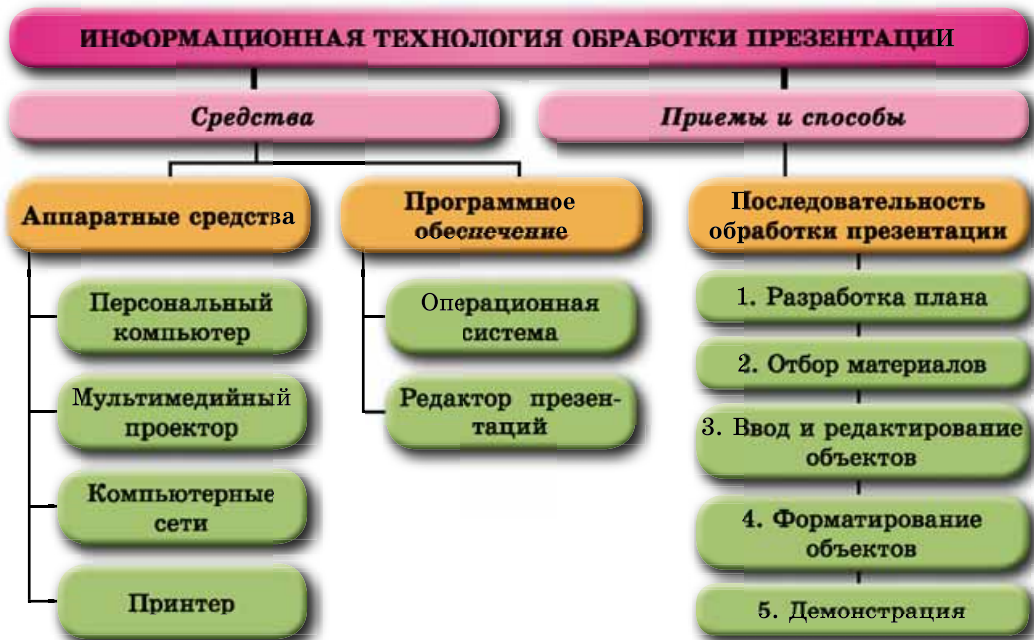 ИНФОРМАЦИОННАЯ ТЕХНОЛОГИЯ ОБРАБОТКИ ПРЕЗЕНТАЦИИ
Средства
Приемы и способы
Аппаратные средства
Персональный
компьютер
Мультимедийный
проектор
Компьютерные
сети
Принтер
Программное
обеспечение
Операционная
система
Редактор презен-
таций
Последовательность
обработки презентации
1. Разработка плана
2. Отбор материалов
3. Ввод и редактирование
объектов
4. Форматирование
объектов
5. Демонстрация